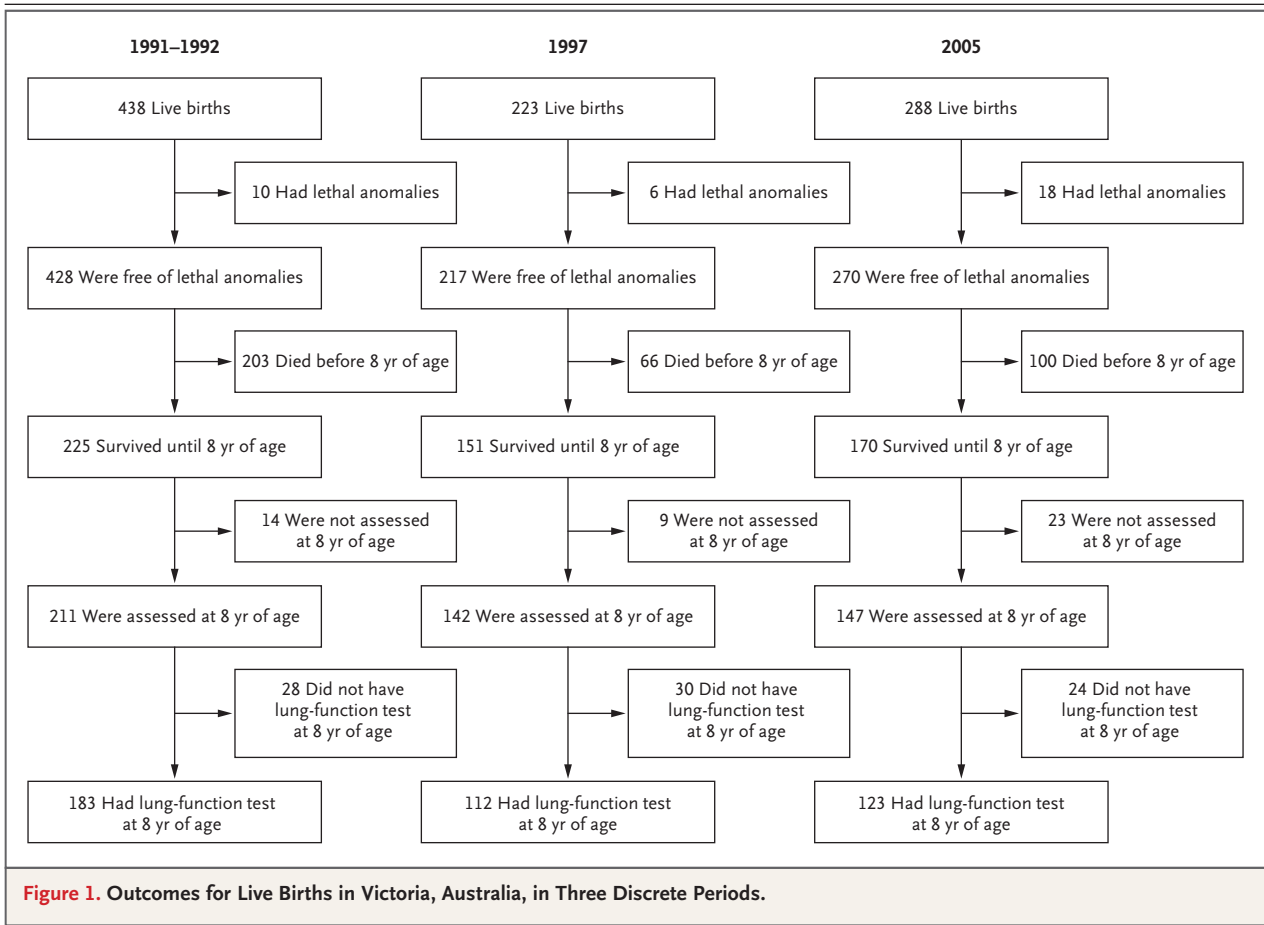 1991–1992
438 Live births
10 Had lethal anomalies
428 Were free of lethal anomalies
203 Died before 8 yr of age
225 Survived until 8 yr of age
14 Were not assessed
at 8 yr of age
211 Were assessed at 8 yr of age
28 Did not have
lung-function test
at 8 yr of age
183 Had lung-function test
at 8 yr of age
1997
223 Live births
6 Had lethal anomalies
217 Were free of lethal anomalies
66 Died before 8 yr of age
151 Survived until 8 yr of age
9 Were not assessed
at 8 yr of age
142 Were assessed at 8 yr of age
30 Did not have
lung-function test
at 8 yr of age
112 Had lung-function test
at 8 yr of age
2005
288 Live births
18 Had lethal anomalies
270 Were free of lethal anomalies
100 Died before 8 yr of age
170 Survived until 8 yr of age
23 Were not assessed
at 8 yr of age
147 Were assessed at 8 yr of age
24 Did not have
lung-function test
at 8 yr of age
123 Had lung-function test
at 8 yr of age
Figure 1. Outcomes for Live Births in Victoria, Australia, in Three Discrete Periods.